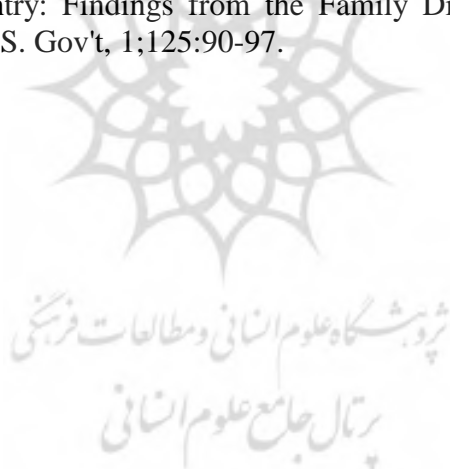 ntry: Findings from the Family Di
S. Gov't, 1;125:90-97.
پژوهشگاه علوم انسانی و مطالعات فرهنگی
پرتال جامع علوم انسانی